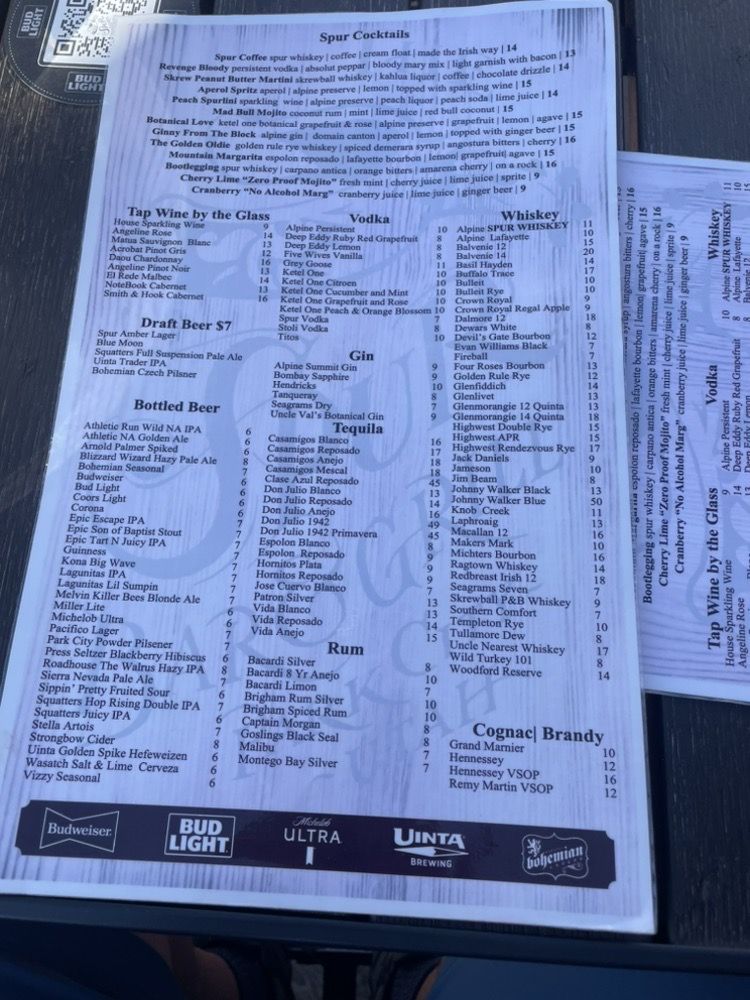 BUD
LIGHT
Spur Cocktails
Spur Coffee spur whiskey | coffee | cream float | made the Irish way | 14
Revenge Bloody persistent vodka | absolut peppar | bloody mary mix | light garnish with bacon | 13
Skrew Peanut Butter Martini skrewball whiskey | kahlua liquor | coffee | chocolate drizzle | 14
Aperol Spritz aperol | alpine preserve | lemon | topped with sparkling wine | 15
Peach Spurlini sparkling wine | alpine preserve | peach liquor | peach soda | lime juice | 14
Mad Bull Mojito coconut rum | mint | lime juice | red bull coconut | 15
Botanical Love ketel one botanical grapefruit & rose | alpine preserve | grapefruit | lemon | agave | 15
Ginny From The Block alpine gin | domain canton | aperol | lemon | topped with ginger beer | 15
The Golden Oldie golden rule rye whiskey | spiced demerara syrup | angostura bitters | cherry | 16
Mountain Margarita espolon reposado | lafayette bourbon | lemon| grapefruit| agave | 15
Bootlegging spur whiskey | carpano antica | orange bitters | amarena cherry | on a rock | 16
Cherry Lime “Zero Proof Mojito” fresh mint | cherry juice | lime juice | sprite | 9
Cranberry “No Alcohol Marg” cranberry juice | lime juice | ginger beer | 9
Tap Wine by the Glass
House Sparkling Wine 9
Angeline Rose 14
Matua Sauvignon Blanc 13
Acrobat Pinot Gris 12
Daou Chardonnay 16
Angeline Pinot Noir 13
El Rede Malbec 14
NoteBook Cabernet 13
Smith & Hook Cabernet 16
Draft Beer $7
Spur Amber Lager
Blue Moon
Squatters Full Suspension Pale Ale
Uinta Trader IPA
Bohemian Czech Pilsner
Bottled Beer
Athletic Run Wild NA IPA 6
Athletic NA Golden Ale 6
Arnold Palmer Spiked 7
Blizzard Wizard Hazy Pale Ale 8
Bohemian Seasonal 7
Budweiser
Bud Light
Coors Light
Corona
Epic Escape IPA
Epic Son of Baptist Stout
Epic Tart N Juicy IPA
Guinness
Kona Big Wave
Lagunitas IPA
Lagunitas Lil Sumpin
Melvin Killer Bees Blonde Ale
Miller Lite
Michelob Ultra
Pacifico Lager
Park City Powder Pilsener
Press Seltzer Blackberry Hibiscus
Roadhouse The Walrus Hazy IPA
Sierra Nevada Pale Ale
Sippin' Pretty Fruited Sour
Squatters Hop Rising Double IPA
Squatters Juicy IPA
Stella Artois
Strongbow Cider
Uinta Golden Spike Hefeweizen
Wasatch Salt & Lime Cerveza
Vizzy Seasonal
Vodka
Alpine Persistent 10
Deep Eddy Ruby Red Grapefruit 8
Deep Eddy Lemon 8
Five Wives Vanilla 8
Grey Goose 11
Ketel One 10
Ketel One Citroen 10
Ketel One Cucumber and Mint 10
Ketel One Grapefruit and Rose 10
Ketel One Peach & Orange Blossom 10
Spur Vodka 7
Stoli Vodka 8
Titos 10
Gin
Alpine Summit Gin 9
Bombay Sapphire 9
Hendricks 10
Tanqueray 8
Seagrams Dry 7
Uncle Val's Botanical Gin 9
Tequila
Casamigos Blanco 16
Casamigos Reposado 17
Casamigos Anejo 18
Casamigos Mescal 18
Clase Azul Reposado 45
Don Julio Blanco 13
Don Julio Reposado 14
Don Julio Anejo 16
Don Julio 1942 49
Don Julio 1942 Primavera 45
Espolon Blanco 8
Espolon Reposado 9
Hornitos Plata
Hornitos Reposado
Jose Cuervo Blanco
Patron Silver
Vida Blanco 13
Vida Reposado 14
Vida Anejo 15
Rum
Bacardi Silver 8
Bacardi 8 Yr Anejo 10
Bacardi Limon 7
Brigham Rum Silver 10
Brigham Spiced Rum 10
Captain Morgan 8
Goslings Black Seal 8
Malibu 7
Montego Bay Silver 7
Whiskey
Alpine SPUR WHISKEY 11
Alpine Lafayette 10
Balvenie 12 15
Balvenie 14 20
Basil Hayden 14
Buffalo Trace 17
Bulleit 10
Bulleit Rye 10
Crown Royal 9
Crown Royal Regal Apple 9
Dalmore 12 18
Dewars White 8
Devil's Gate Bourbon 12
Evan Williams Black 7
Fireball 7
Four Roses Bourbon 13
Golden Rule Rye 12
Glenfiddich 14
Glenlivet 13
Glenmorangie 12 Quinta 13
Glenmorangie 14 Quinta 18
Highwest Double Rye 15
Highwest APR 15
Highwest Rendezvous Rye 17
Jack Daniels 9
Jameson 10
Jim Beam 8
Johnny Walker Black 13
Johnny Walker Blue 50
Knob Creek 11
Laphroaig 13
Macallan 12 16
Makers Mark 10
Michters Bourbon 16
Ragtown Whiskey 14
Redbreast Irish 12 18
Seagrams Seven 7
Skrewball P&B Whiskey 9
Southern Comfort 7
Templeton Rye 10
Tullamore Dew 8
Uncle Nearest Whiskey 17
Wild Turkey 101 8
Woodford Reserve 14
Cognac| Brandy
Grand Marnier 10
Hennessey 12
Hennessey VSOP 16
Remy Martin VSOP 12
Budweiser
BUD
LIGHT
Michelob
ULTRA
UINTA
BREWING
bohemian
espolon reposado | lafayette bourbon | lemon| grapefruit| agave | 15
Bootlegging spur whiskey | carpano antica | orange bitters | amarena cherry | on a rock | 16
Cherry Lime “Zero Proof Mojito” fresh mint | cherry juice | lime juice | sprite | 9
Cranberry “No Alcohol Marg” cranberry juice | lime juice | ginger beer | 9
Tap Wine by the Glass
House Sparkling Wine 9
Angeline Rose 14
Vodka
Alpine Persistent 10
Deep Eddy Ruby Red Grapefruit 8
Whiskey
Alpine SPUR WHISKEY 11
Alpine Lafayette 10